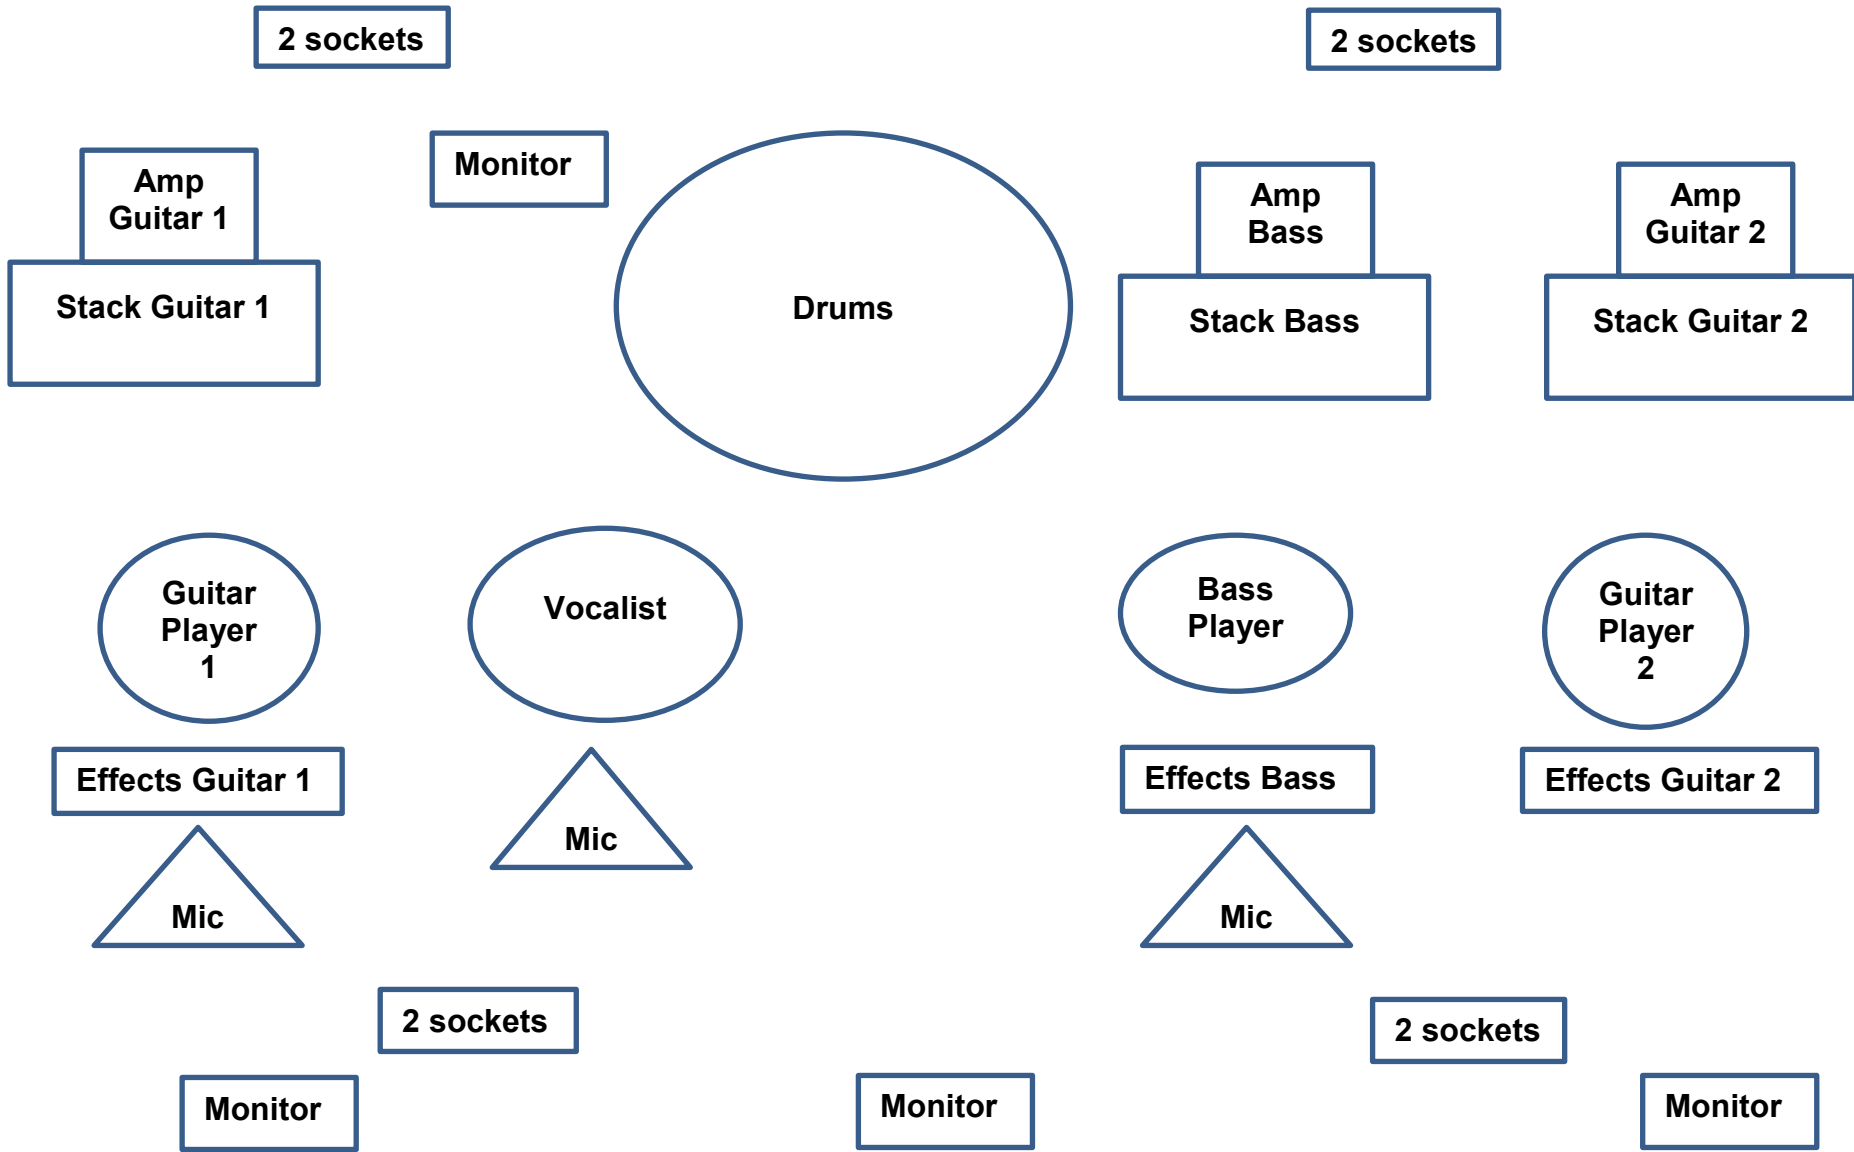 2 sockets
2 sockets
Monitor
Amp
Guitar 1
Stack Guitar 1
Drums
Amp
Bass
Stack Bass
Amp
Guitar 2
Stack Guitar 2
Guitar
Player
1
Vocalist
Bass
Player
Guitar
Player
2
Effects Guitar 1
Mic
Effects Bass
Effects Guitar 2
Mic
Mic
2 sockets
2 sockets
Monitor
Monitor
Monitor